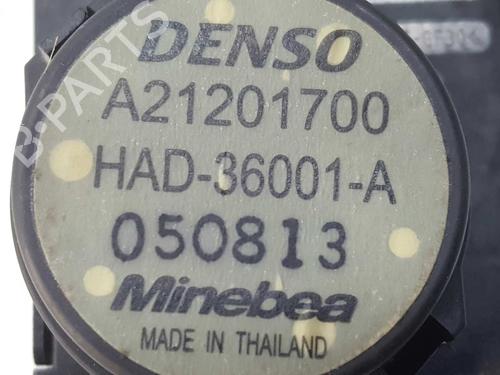 DENSO
A21201700
HAD-36001-A
050813
Minebea
MADE IN THAILAND
B-PARTS